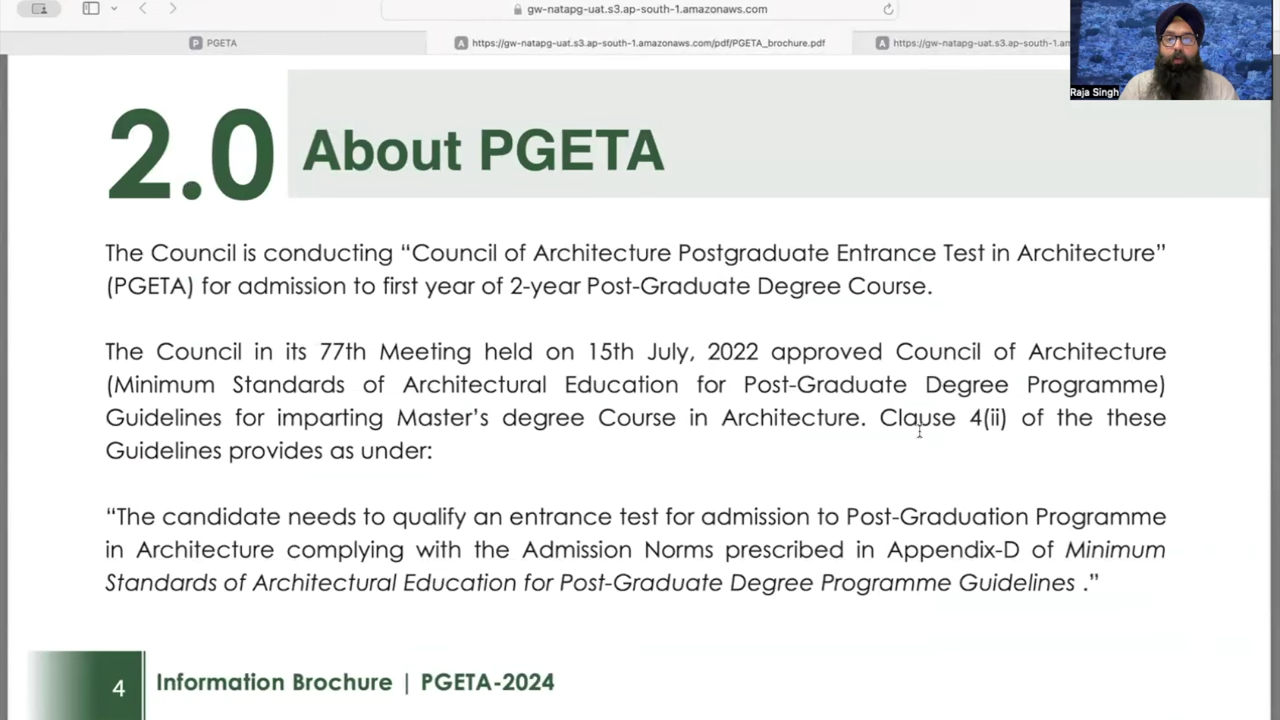 gw-natapg-uat.s3.ap-south-1.amazonaws.com
P PGETA
A https://gw-natapg-uat.s3.ap-south-1.amazonaws.com/pdf/PGETA_brochure.pdf
A https://gw-natapg-uat.s3.ap-south-1.am
Raja Singh
2.0 About PGETA
The Council is conducting “Council of Architecture Postgraduate Entrance Test in Architecture”
(PGETA) for admission to first year of 2-year Post-Graduate Degree Course.
The Council in its 77th Meeting held on 15th July, 2022 approved Council of Architecture
(Minimum Standards of Architectural Education for Post-Graduate Degree Programme)
Guidelines for imparting Master’s degree Course in Architecture. Clause 4(ii) of the these
Guidelines provides as under:
“The candidate needs to qualify an entrance test for admission to Post-Graduation Programme
in Architecture complying with the Admission Norms prescribed in Appendix-D of Minimum
Standards of Architectural Education for Post-Graduate Degree Programme Guidelines .”
4 Information Brochure | PGETA-2024